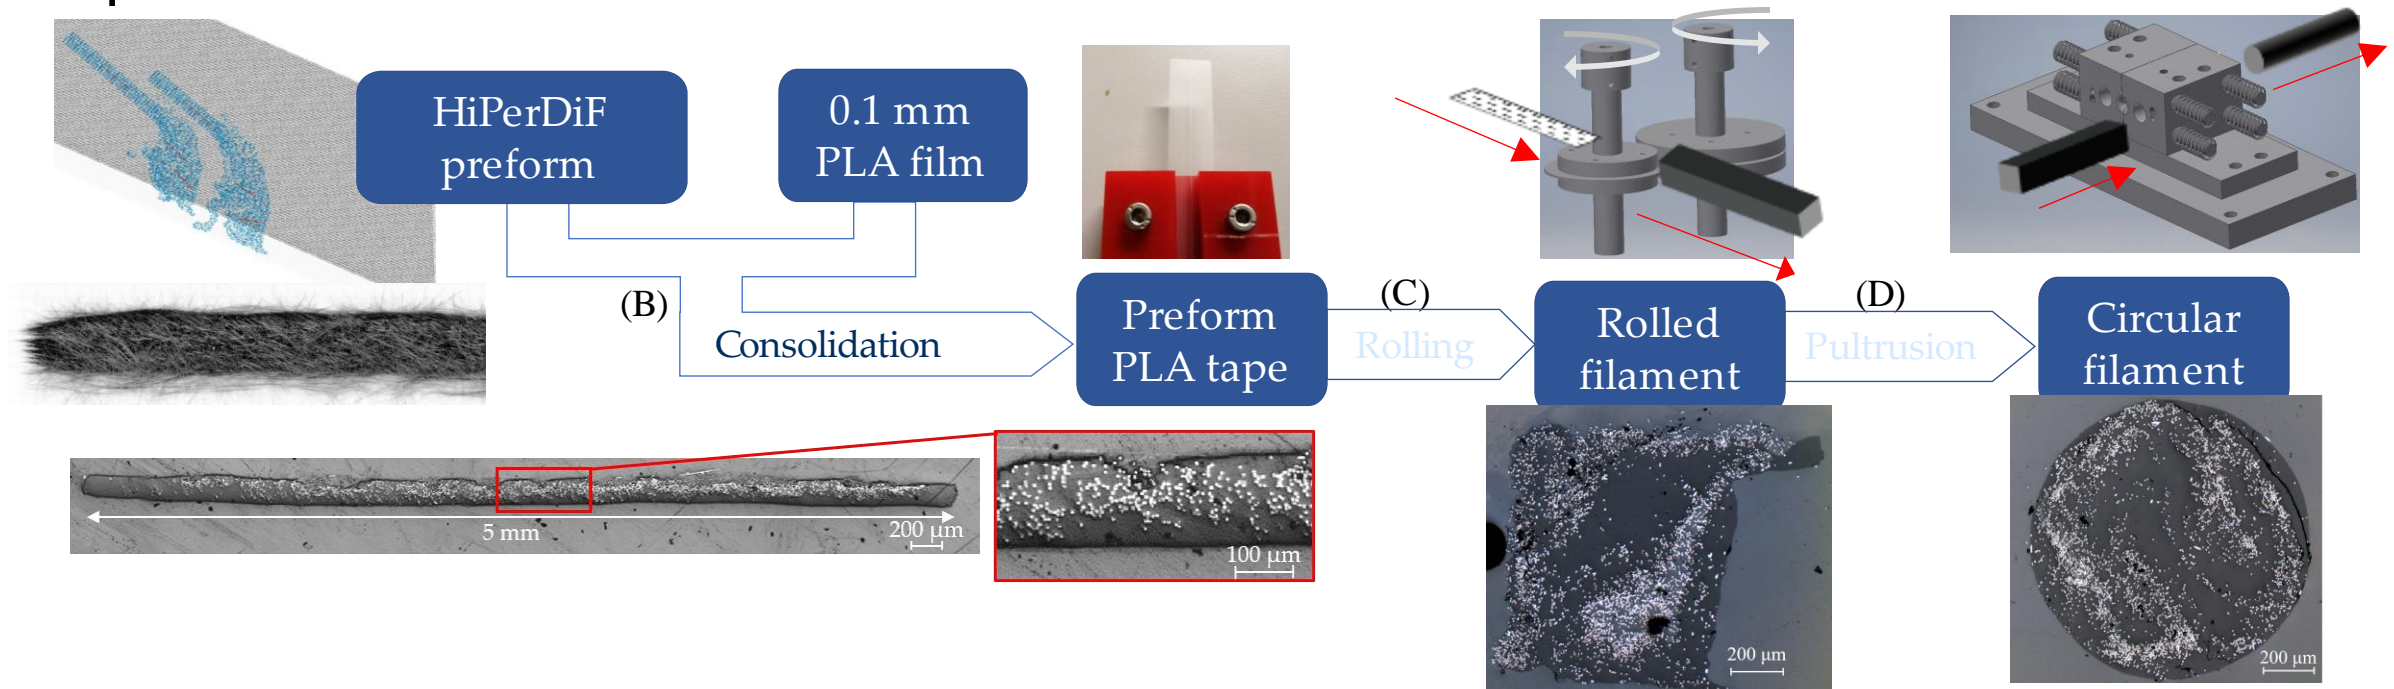 HiPerDiF
preform
0.1 mm
PLA film
(B)
Consolidation
Preform
PLA tape
(C)
Rolling
Rolled
filament
(D)
Pultrusion
Circular
filament
5 mm
200 µm
100 µm
200 µm
200 µm